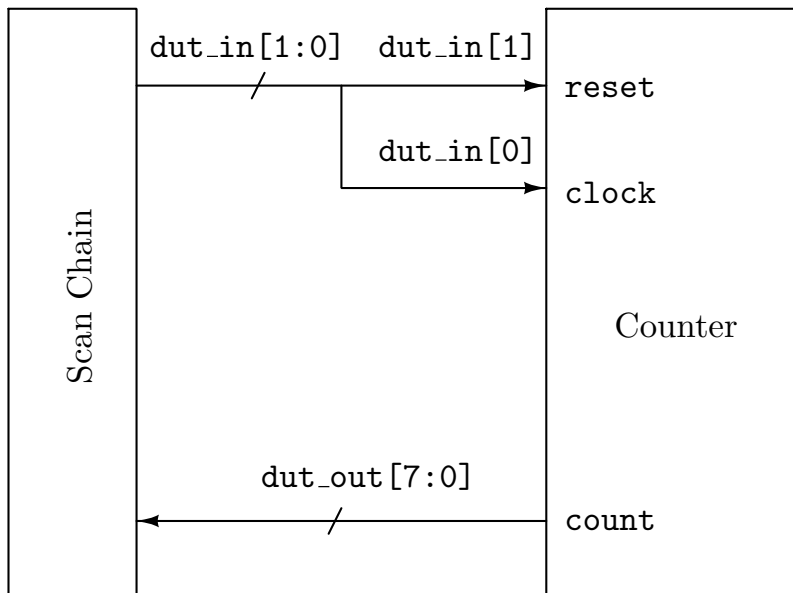 dut_in[1:0]
dut_in[1]
reset
dut_in[0]
clock
Scan Chain
Counter
dut_out[7:0]
count